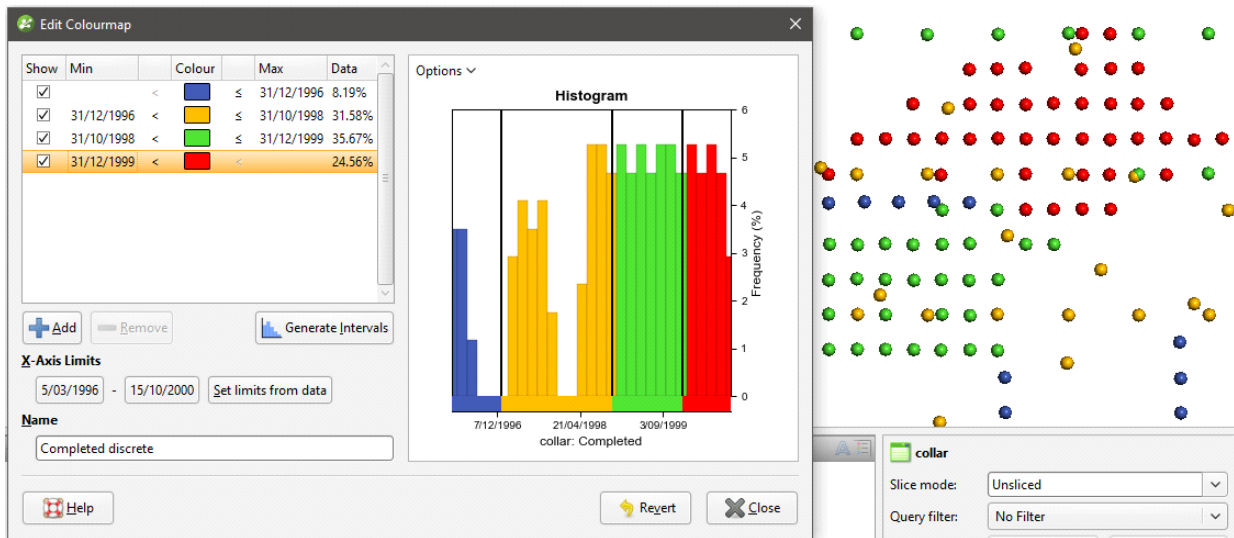 Edit Colourmap
Show Min Colour Max Data
< ≤ 31/12/1996 8.19%
31/12/1996 < ≤ 31/10/1998 31.58%
31/10/1998 < ≤ 31/12/1999 35.67%
31/12/1999 < < 24.56%
Add Remove Generate Intervals
X-Axis Limits
5/03/1996 - 15/10/2000 Set limits from data
Name
Completed discrete
Help Revert Close
Options
Histogram
6
5
4
3
2
1
0
Frequency (%)
7/12/1996 21/04/1998 3/09/1999
collar: Completed
collar
Slice mode: Unsliced
Query filter: No Filter